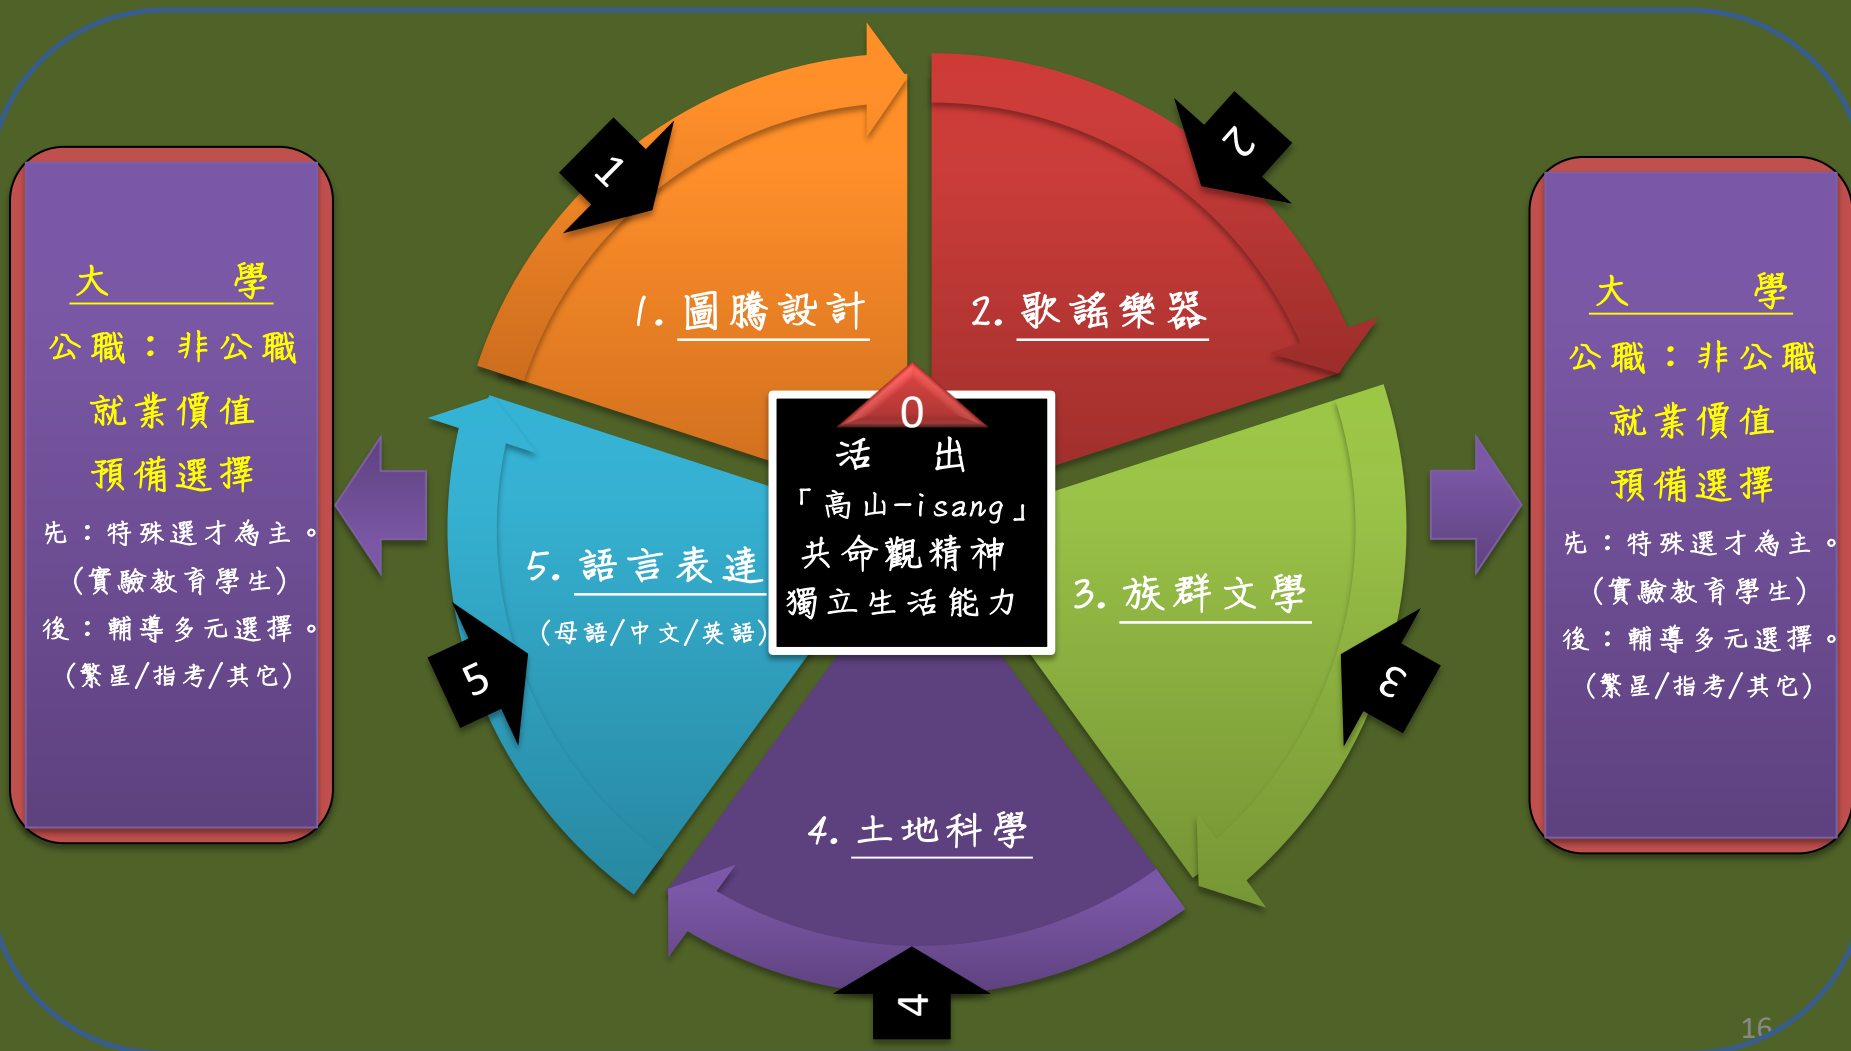 大 學
公職：非公職
就業價值
預備選擇
先：特殊選才為主。
(實驗教育學生)
後：輔導多元選擇。
(繁星/指考/其它)
1
1. 圖騰設計
2
2. 歌謠樂器
0
活 出
「高山-isang」
共命觀精神
獨立生活能力
3. 族群文學
3
4. 土地科學
4
5. 語言表達
(母語/中文/英語)
5
大 學
公職：非公職
就業價值
預備選擇
先：特殊選才為主。
(實驗教育學生)
後：輔導多元選擇。
(繁星/指考/其它)
16